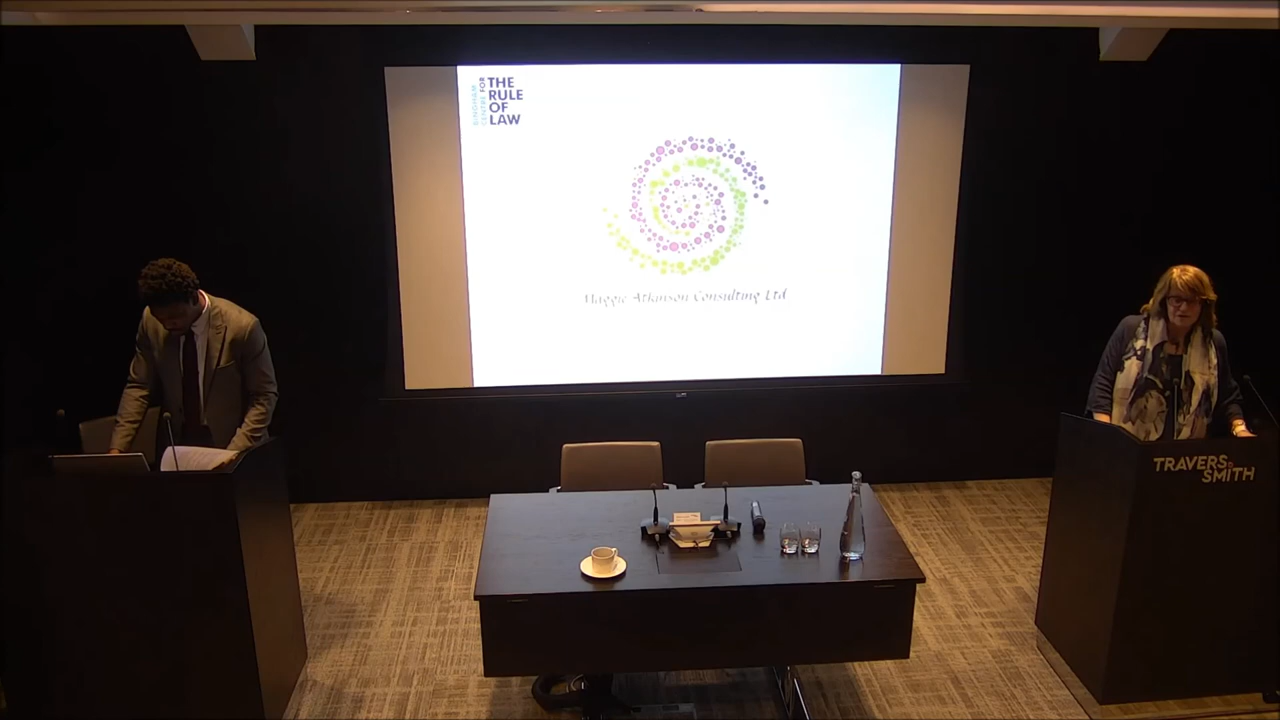 BINGHAM
CENTRE FOR
THE
RULE
OF
LAW
Maggie Atkinson Consulting Ltd
TRAVERS
SMITH